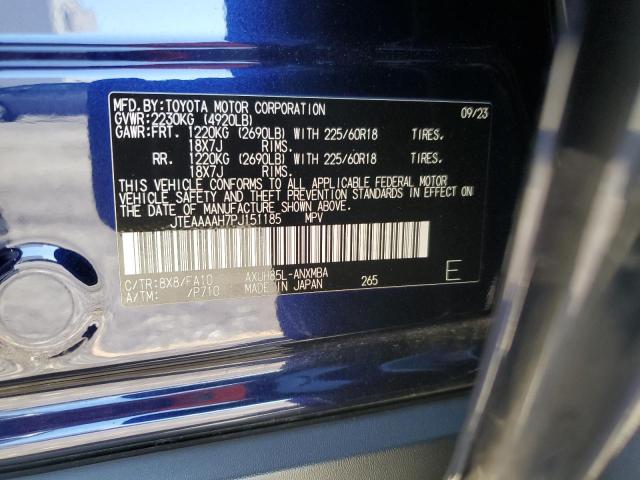 MFD. BY:TOYOTA MOTOR CORPORATION 09/23
GVWR:2230KG (4920LB)
GAWR:FRT. 1220KG (2690LB) WITH 225/60R18 TIRES,
18X7J RIMS.
RR. 1220KG (2690LB) WITH 225/60R18 TIRES,
18X7J RIMS.
THIS VEHICLE CONFORMS TO ALL APPLICABLE FEDERAL MOTOR
VEHICLE SAFETY AND THEFT PREVENTION STANDARDS IN EFFECT ON
THE DATE OF MANUFACTURE SHOWN ABOVE.
JTEAAAAH7PJ151185 MPV
C/TR:8X8/FA10 AXUH85L-ANXMBA
A/TM: /P710 MADE IN JAPAN 265 E